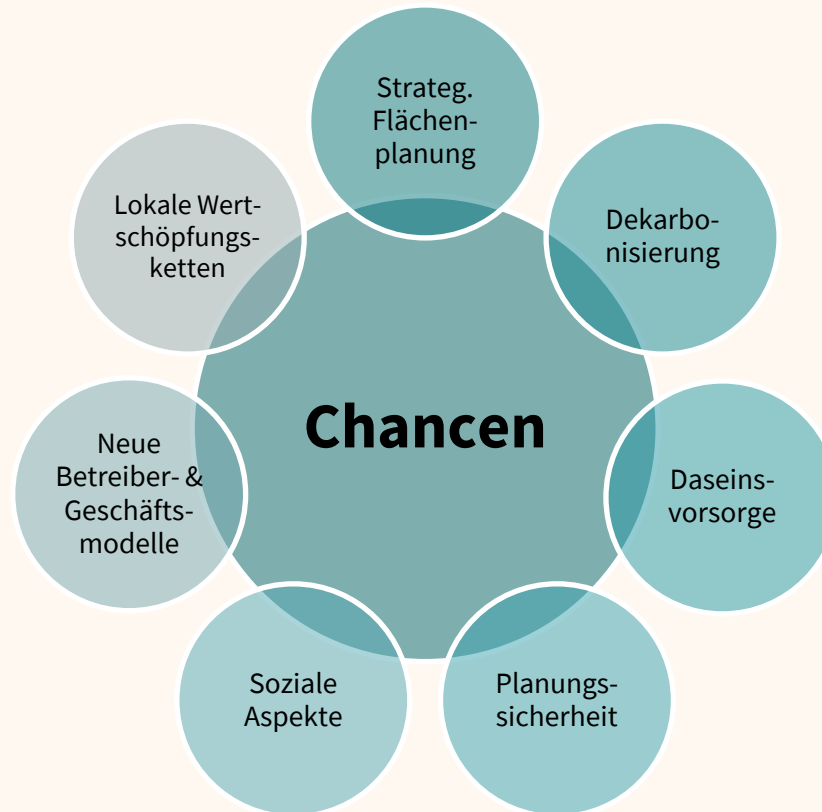 Strateg.
Flächen-
planung
Dekarbo-
nisierung
Daseins-
vorsorge
Planungs-
sicherheit
Soziale
Aspekte
Neue
Betreiber- &
Geschäfts-
modelle
Lokale Wert-
schöpfungs-
ketten
Chancen